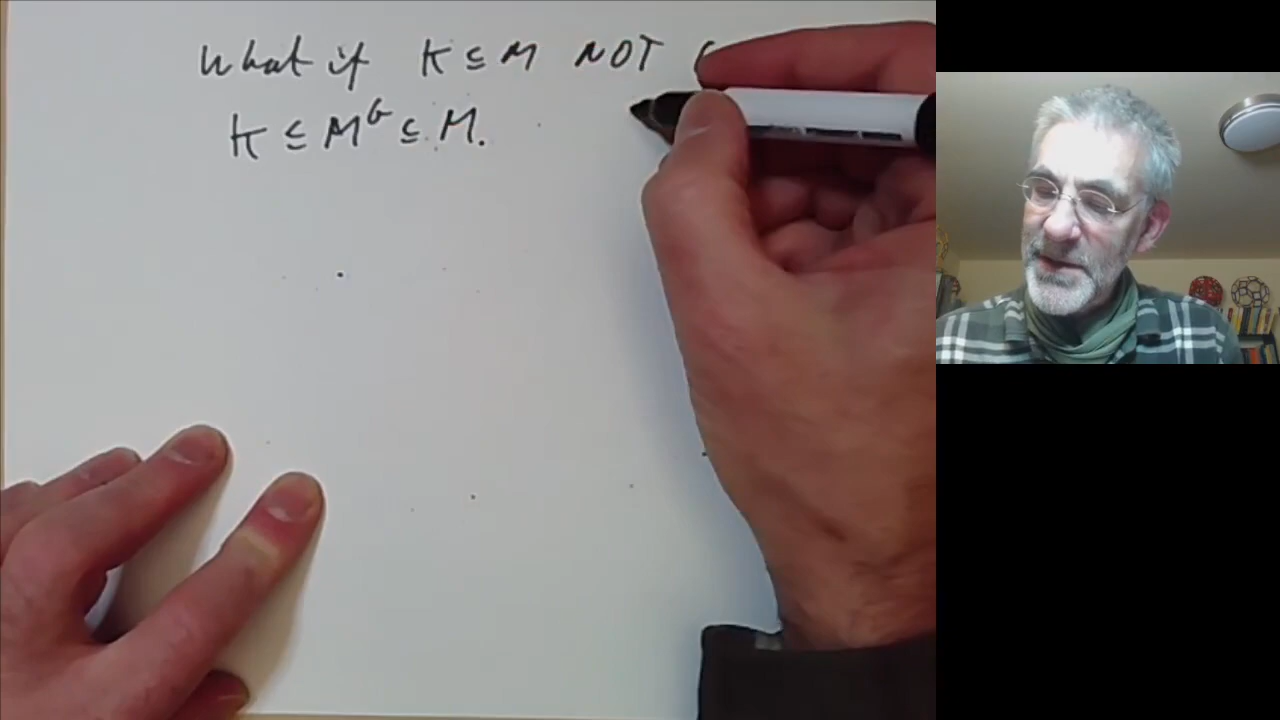 What if K ⊆ M NOT
K ⊆ M^G ⊆ M.